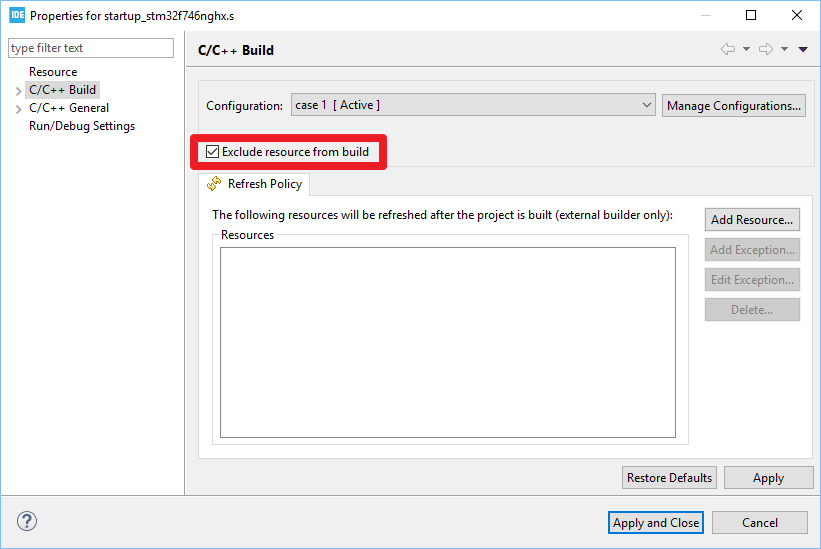 IDE Properties for startup_stm32f746nghx.s
type filter text
Resource
C/C++ Build
C/C++ General
Run/Debug Settings
C/C++ Build
Configuration: case 1 [ Active ] Manage Configurations...
Exclude resource from build
Refresh Policy
The following resources will be refreshed after the project is built (external builder only):
Resources
Add Resource...
Add Exception...
Edit Exception...
Delete...
Restore Defaults Apply
? Apply and Close Cancel